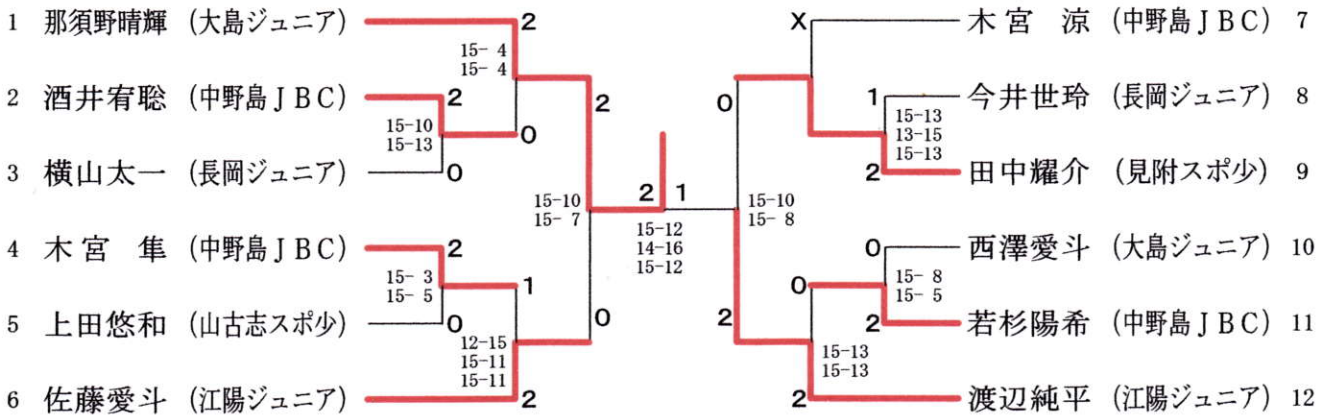 1 那須野晴輝 (大島ジュニア) 2
15- 4
15- 4
2 酒井宥聡 (中野島JBC) 2
15-10
15-13
0
3 横山太一 (長岡ジュニア) 0
2
15-10
15- 7
4 木宮 隼 (中野島JBC) 2
15- 3
15- 5
1
5 上田悠和 (山古志スポ少) 0
0
12-15
15-11
15-11
6 佐藤愛斗 (江陽ジュニア) 2
2 1
15-12
14-16
15-12
X 木宮 涼 (中野島JBC) 7
0
1 今井世玲 (長岡ジュニア) 8
15-13
13-15
15-13
2 田中耀介 (見附スポ少) 9
15-10
15- 8
0 西澤愛斗 (大島ジュニア) 10
15- 8
15- 5
0
2 若杉陽希 (中野島JBC) 11
2
15-13
15-13
2 渡辺純平 (江陽ジュニア) 12